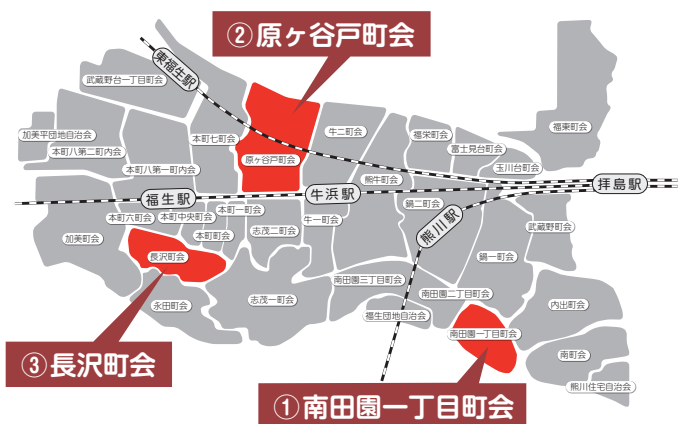 ②原ヶ谷戸町会
東福生駅
武蔵野台一丁目町会
加美平団地自治会
本町八第二町内会
本町八第一町内会
本町七町会
原ヶ谷戸町会
牛二町会
福栄町会
富士見台町会
玉川台町会
福東町会
熊牛町会
福生駅
牛浜駅
拝島駅
鍋二町会
熊川駅
本町六町会
本町中央町会
本町一町会
本町町会
志茂二町会
牛一町会
武蔵野町会
加美町会
長沢町会
鍋一町会
永田町会
志茂一町会
南田園三丁目町会
南田園二丁目町会
福生団地自治会
内出町会
南田園一丁目町会
南町会
熊川住宅自治会
③長沢町会
①南田園一丁目町会